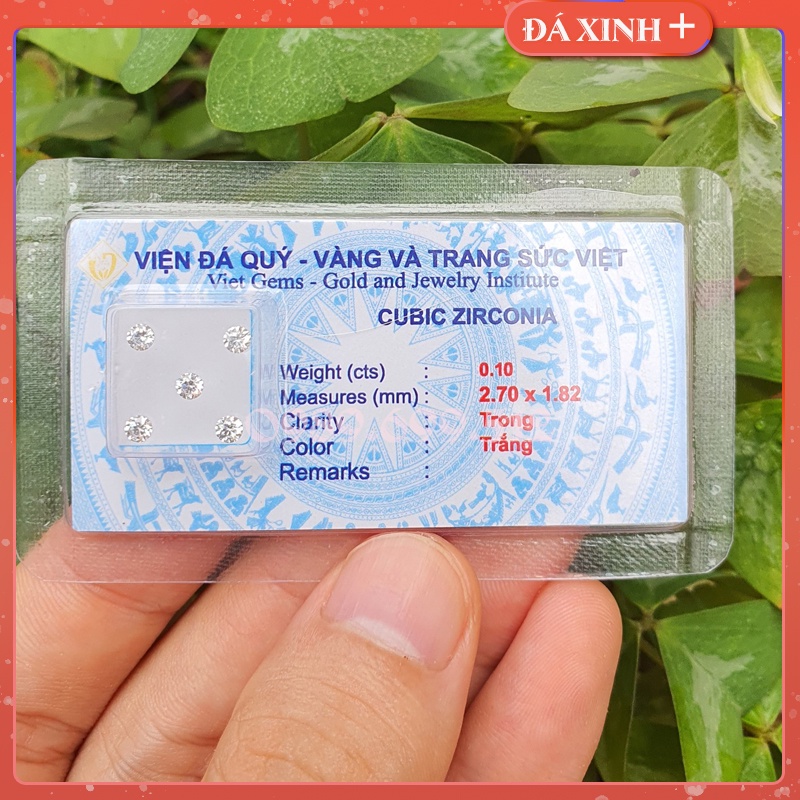 ĐÁ XINH+
VIỆN ĐÁ QUÝ - VÀNG VÀ TRANG SỨC VIỆT
Viet Gems - Gold and Jewelry Institute
CUBIC ZIRCONIA
Weight (cts) : 0.10
Measures (mm) : 2.70 x 1.82
Clarity : Trong
Color : Trắng
Remarks :